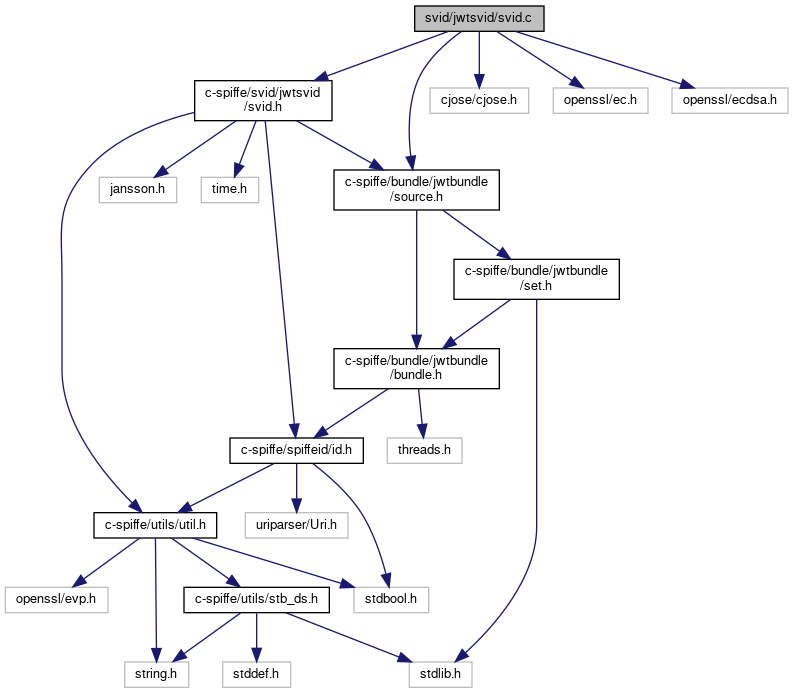 svid/jwtsvid/svid.c
c-spiffe/svid/jwtsvid
/svid.h
cjose/cjose.h
openssl/ec.h
openssl/ecdsa.h
jansson.h
time.h
c-spiffe/bundle/jwtbundle
/source.h
c-spiffe/bundle/jwtbundle
/set.h
c-spiffe/bundle/jwtbundle
/bundle.h
c-spiffe/spiffeid/id.h
threads.h
c-spiffe/utils/util.h
uriparser/Uri.h
openssl/evp.h
c-spiffe/utils/stb_ds.h
stdbool.h
string.h
stddef.h
stdlib.h